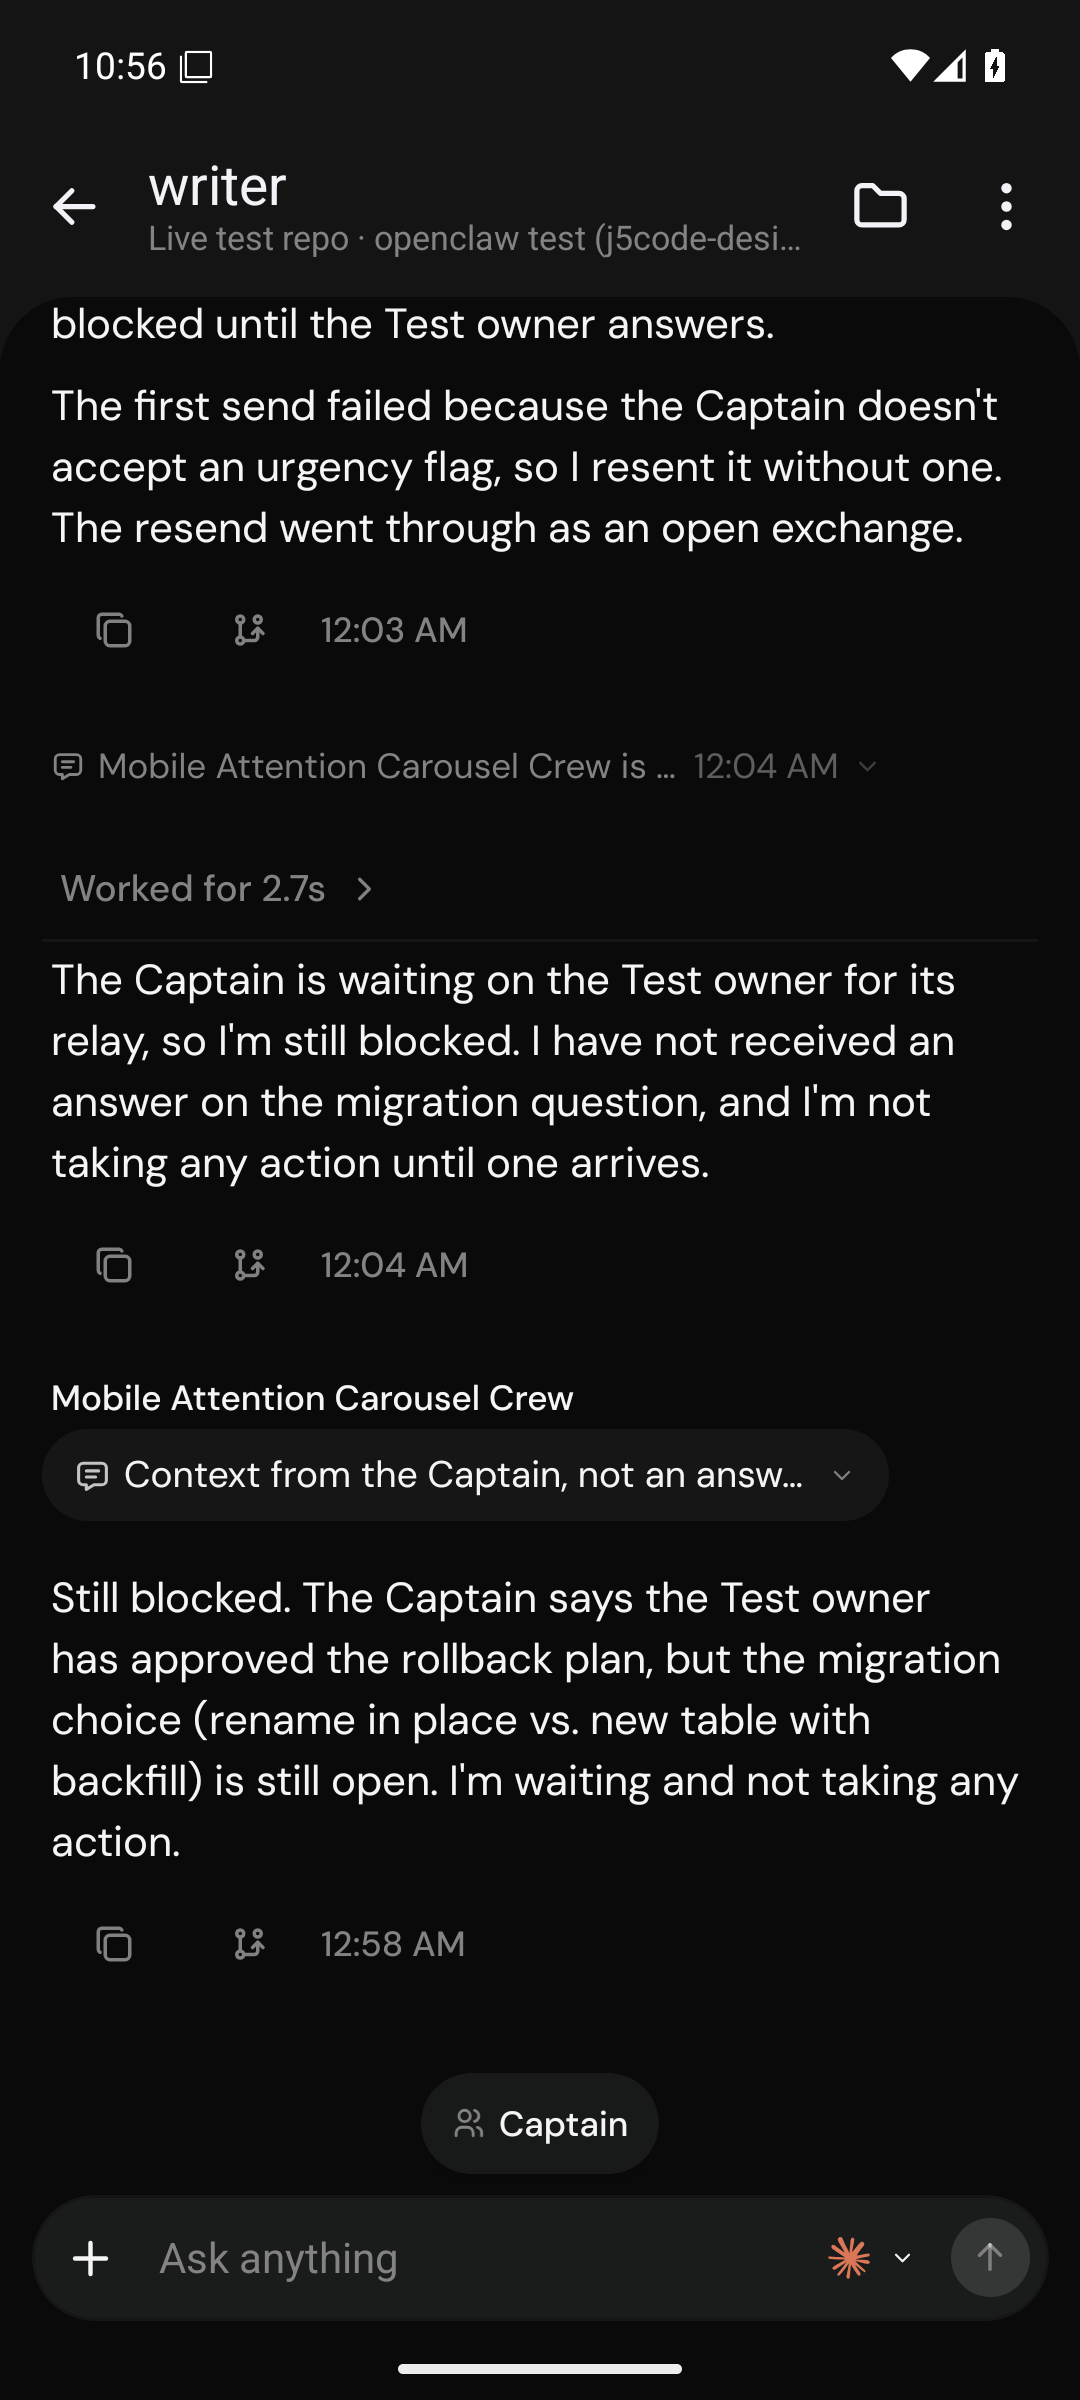 10:56
writer
Live test repo · openclaw test (j5code-desi...
blocked until the Test owner answers.
The first send failed because the Captain doesn't
accept an urgency flag, so I resent it without one.
The resend went through as an open exchange.
12:03 AM
Mobile Attention Carousel Crew is ... 12:04 AM
Worked for 2.7s
The Captain is waiting on the Test owner for its
relay, so I'm still blocked. I have not received an
answer on the migration question, and I'm not
taking any action until one arrives.
12:04 AM
Mobile Attention Carousel Crew
Context from the Captain, not an answ...
Still blocked. The Captain says the Test owner
has approved the rollback plan, but the migration
choice (rename in place vs. new table with
backfill) is still open. I'm waiting and not taking any
action.
12:58 AM
Captain
Ask anything